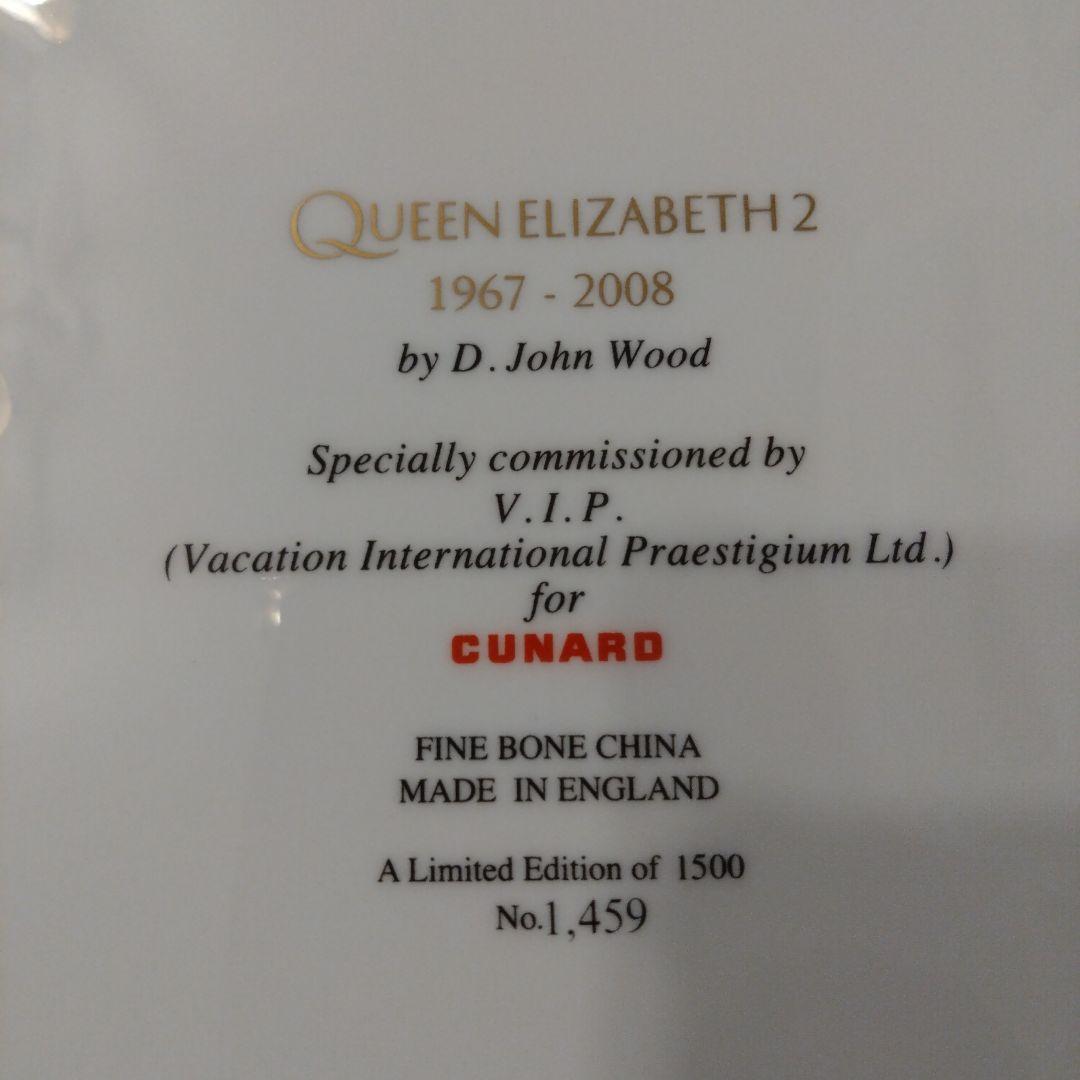 QUEEN ELIZABETH 2
1967 - 2008
by D. John Wood
Specially commissioned by
V.I.P.
(Vacation International Praestigium Ltd.)
for
CUNARD
FINE BONE CHINA
MADE IN ENGLAND
A Limited Edition of 1500
No.1,459